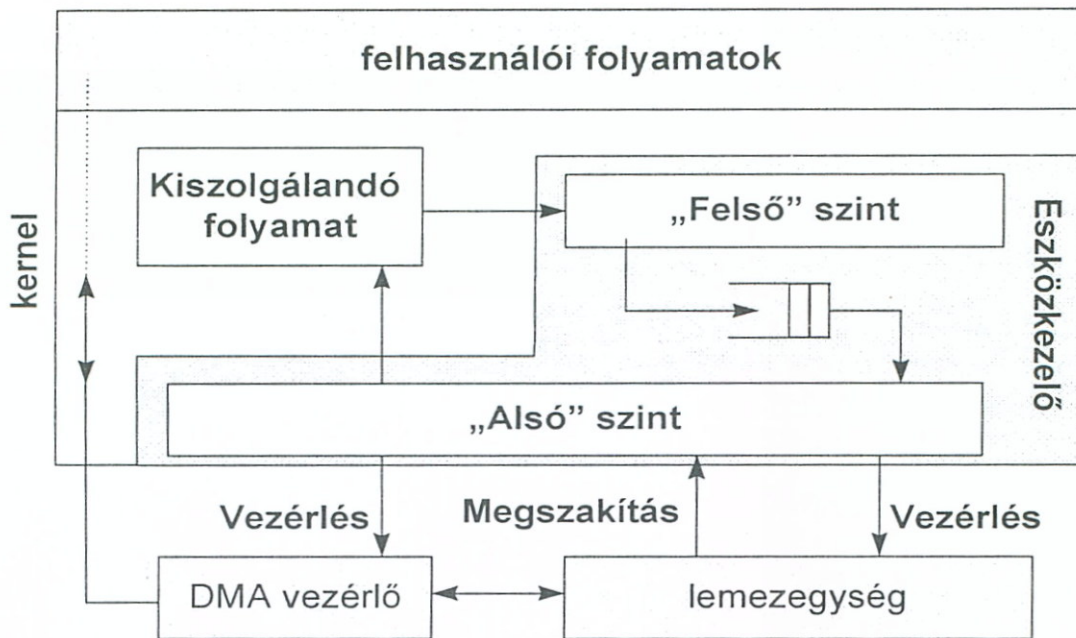 felhasználói folyamatok
Kiszolgálandó
folyamat
„Felső” szint
kernel
Eszközkezelő
„Alsó” szint
Vezérlés
Megszakítás
Vezérlés
DMA vezérlő
lemezegység